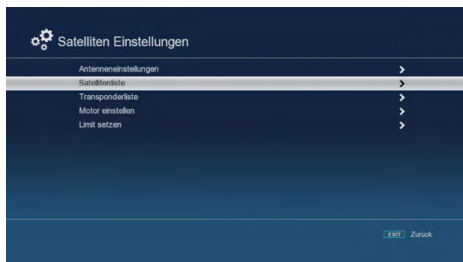 Satelliten Einstellungen
Antenneneinstellungen
Satellitenliste
Transponderliste
Motor einstellen
Limit setzen
EXIT Zurück